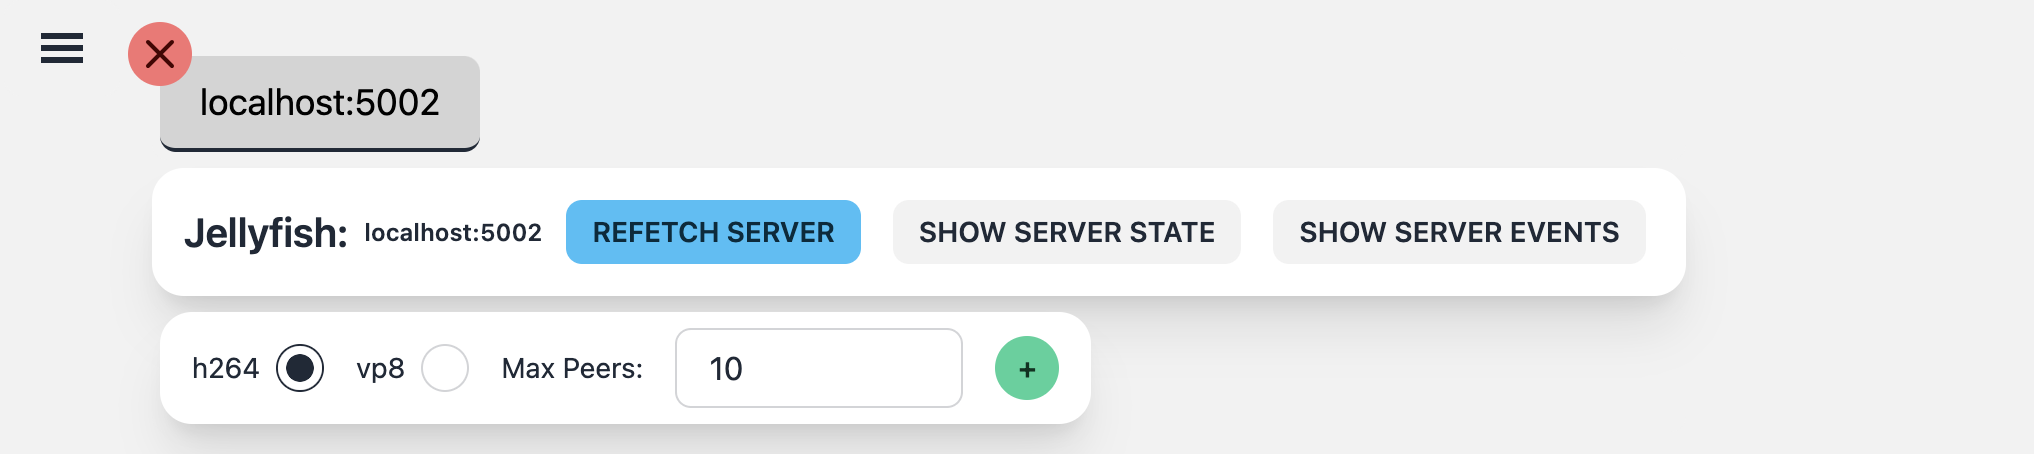 localhost:5002
Jellyfish: localhost:5002 REFETCH SERVER SHOW SERVER STATE SHOW SERVER EVENTS
h264 vp8 Max Peers: 10 +